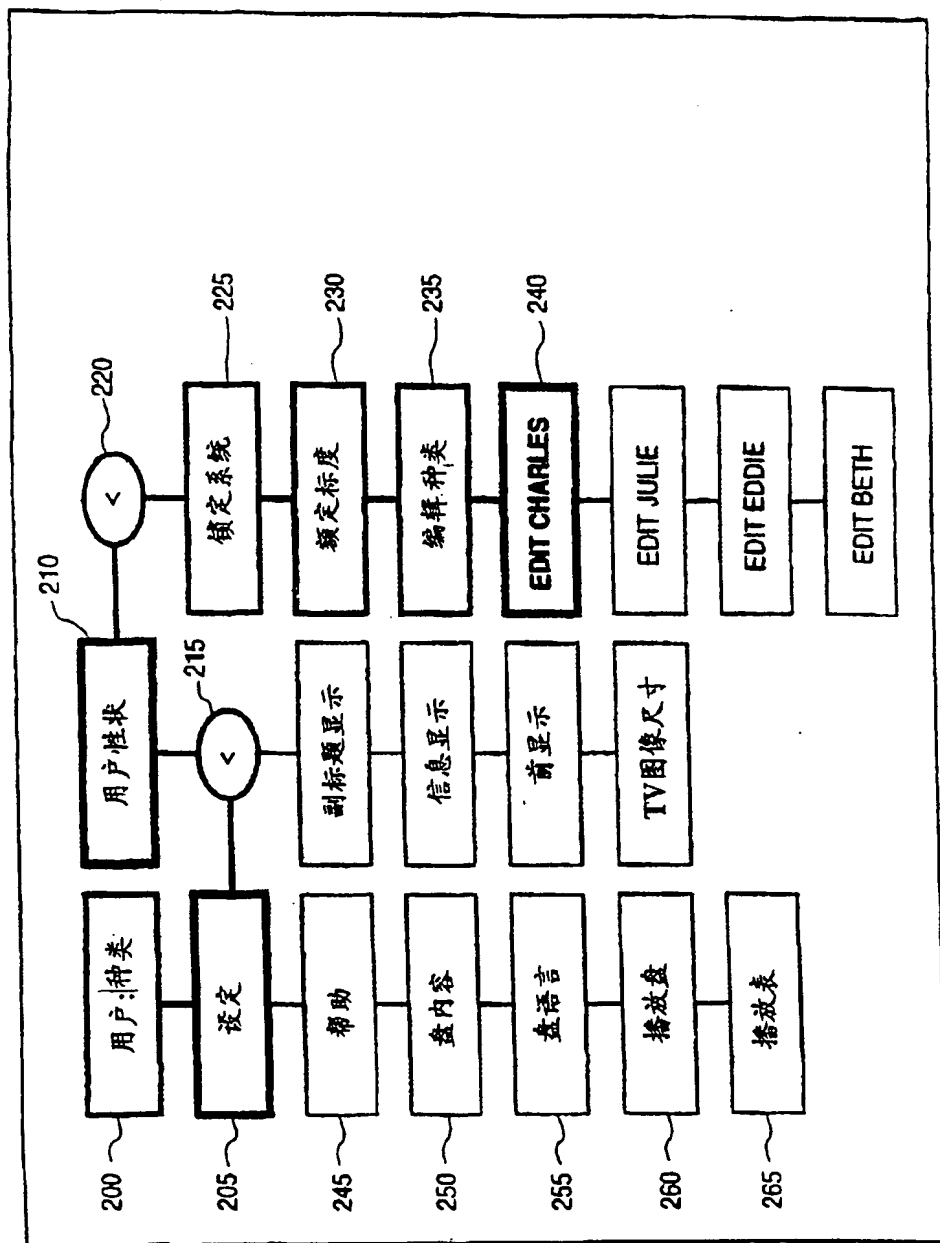 200
用户:种类
205
设定
245
帮助
250
盘内容
255
盘语言
260
播放盘
265
播放表
210
用户性状
215
<
副标题显示
信息显示
前显示
TV图像尺寸
220
<
锁定系统
225
额定标度
230
编辑种类
235
EDIT CHARLES
240
EDIT JULIE
EDIT EDDIE
EDIT BETH